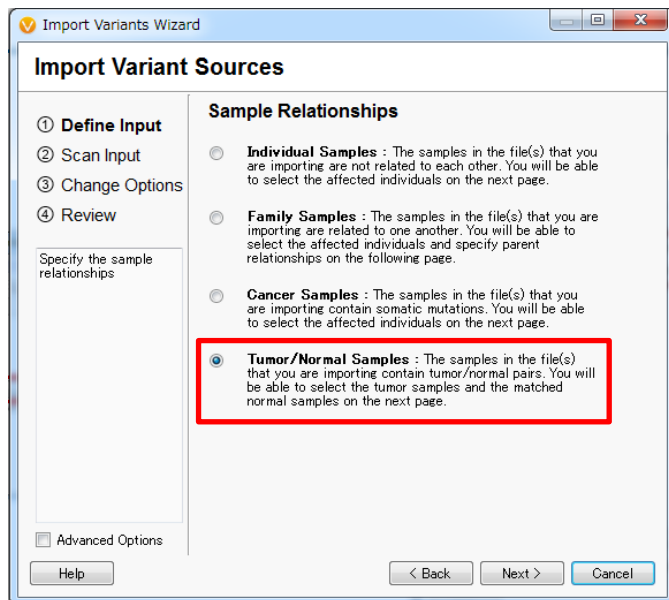 Import Variants Wizard
Import Variant Sources
① Define Input
② Scan Input
③ Change Options
④ Review
Specify the sample
relationships
Advanced Options
Sample Relationships
Individual Samples : The samples in the file(s) that you
are importing are not related to each other. You will be able
to select the affected individuals on the next page.
Family Samples : The samples in the file(s) that you are
importing are related to one another. You will be able to
select the affected individuals and specify parent
relationships on the following page.
Cancer Samples : The samples in the file(s) that you
are importing contain somatic mutations. You will be able
to select the affected individuals on the next page.
Tumor/Normal Samples : The samples in the file(s)
that you are importing contain tumor/normal pairs. You will
be able to select the tumor samples and the matched
normal samples on the next page.
Help
< Back
Next >
Cancel